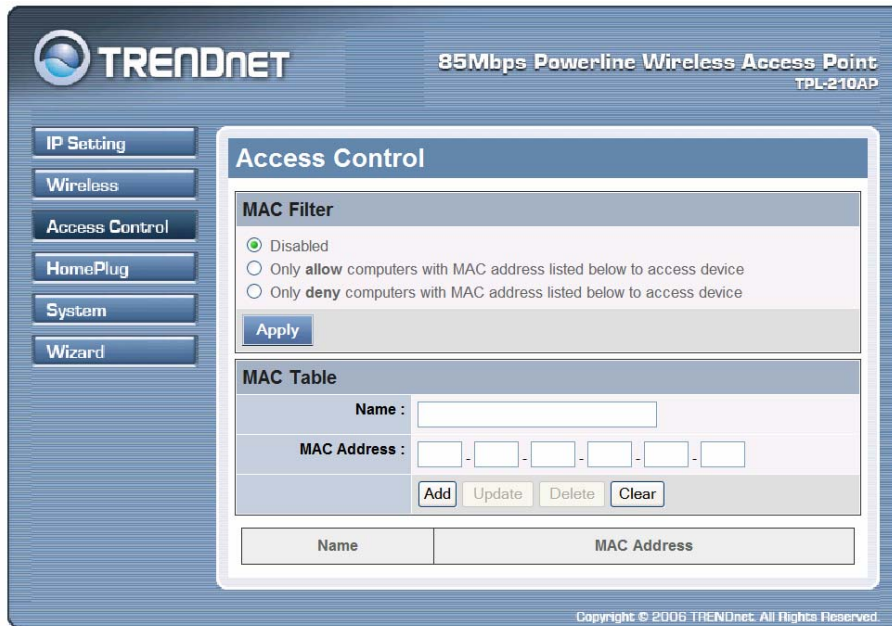 TRENDNET
85Mbps Powerline Wireless Access Point
TPL-210AP
IP Setting
Wireless
Access Control
HomePlug
System
Wizard
Access Control
MAC Filter
Disabled
Only allow computers with MAC address listed below to access device
Only deny computers with MAC address listed below to access device
Apply
MAC Table
Name :
MAC Address :
- - - - -
Add Update Delete Clear
Name MAC Address
Copyright © 2006 TRENDnet. All Rights Reserved.